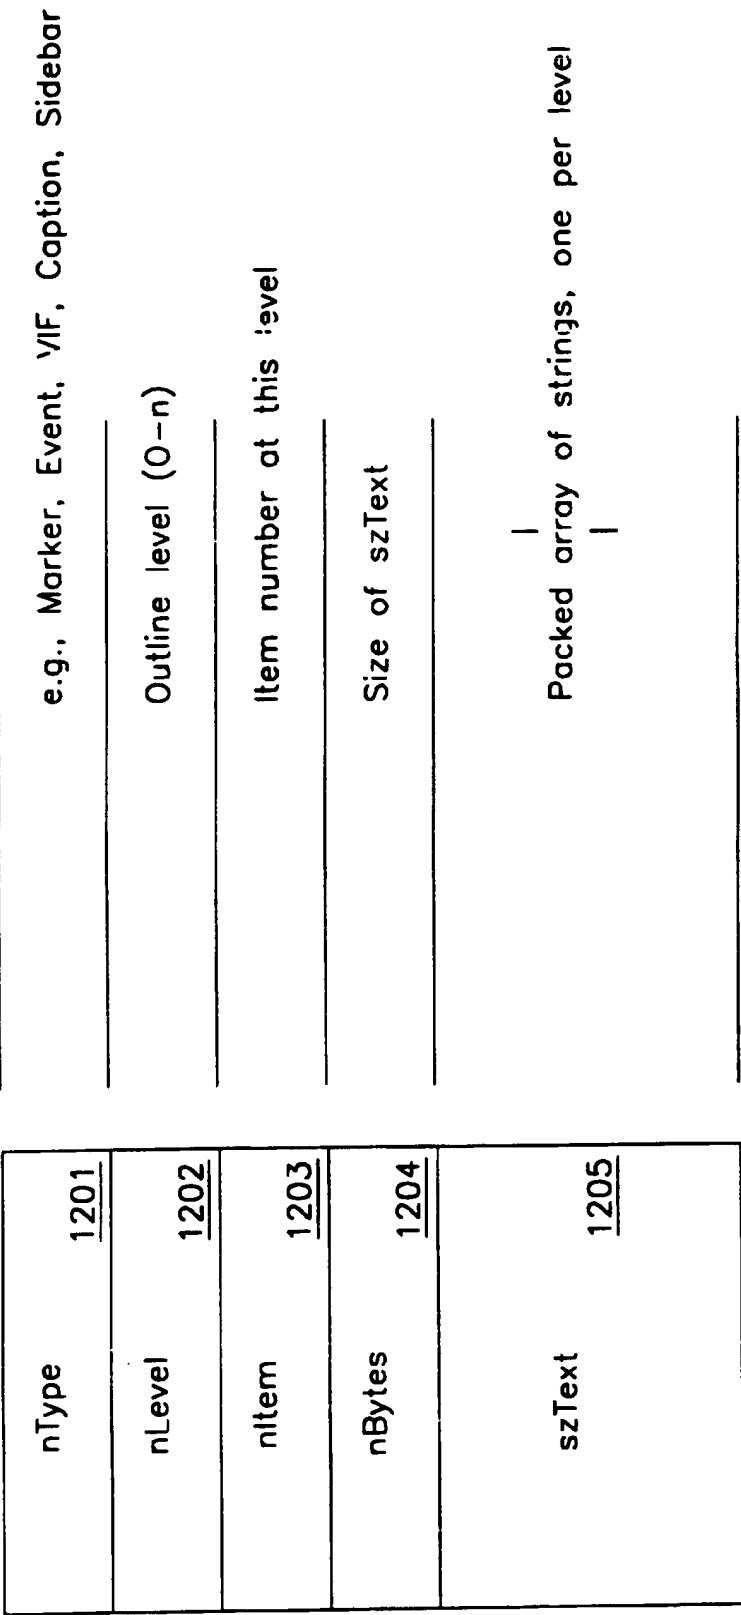 nType 1201 e.g., Marker, Event, VIF, Caption, Sidebar
nLevel 1202 Outline level (0-n)
nItem 1203 Item number at this level
nBytes 1204 Size of szText
szText 1205 Packed array of strings, one per level